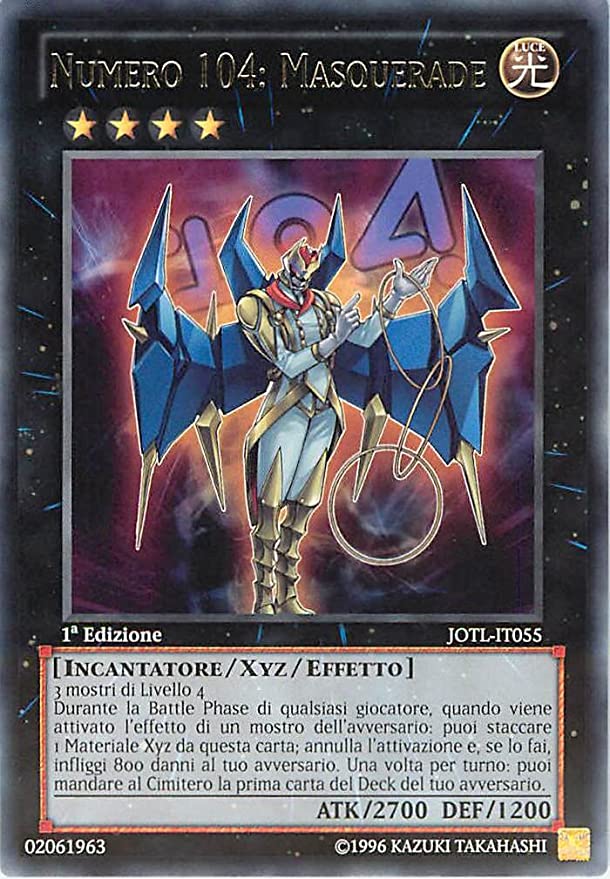 NUMERO 104: MASQUERADE
LUCE
光
104
1ª Edizione
JOTL-IT055
[INCANTATORE/XYZ/EFFETTO]
3 mostri di Livello 4
Durante la Battle Phase di qualsiasi giocatore, quando viene
attivato l'effetto di un mostro dell'avversario: puoi staccare
1 Materiale Xyz da questa carta; annulla l'attivazione e, se lo fai,
infliggi 800 danni al tuo avversario. Una volta per turno: puoi
mandare al Cimitero la prima carta del Deck del tuo avversario.
ATK/2700 DEF/1200
02061963
©1996 KAZUKI TAKAHASHI